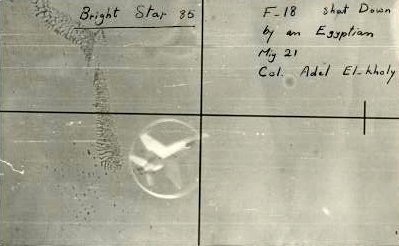 Bright Star 85
F-18 shot Down
by an Egyptian
Mig 21
Col. Adel El-kholy